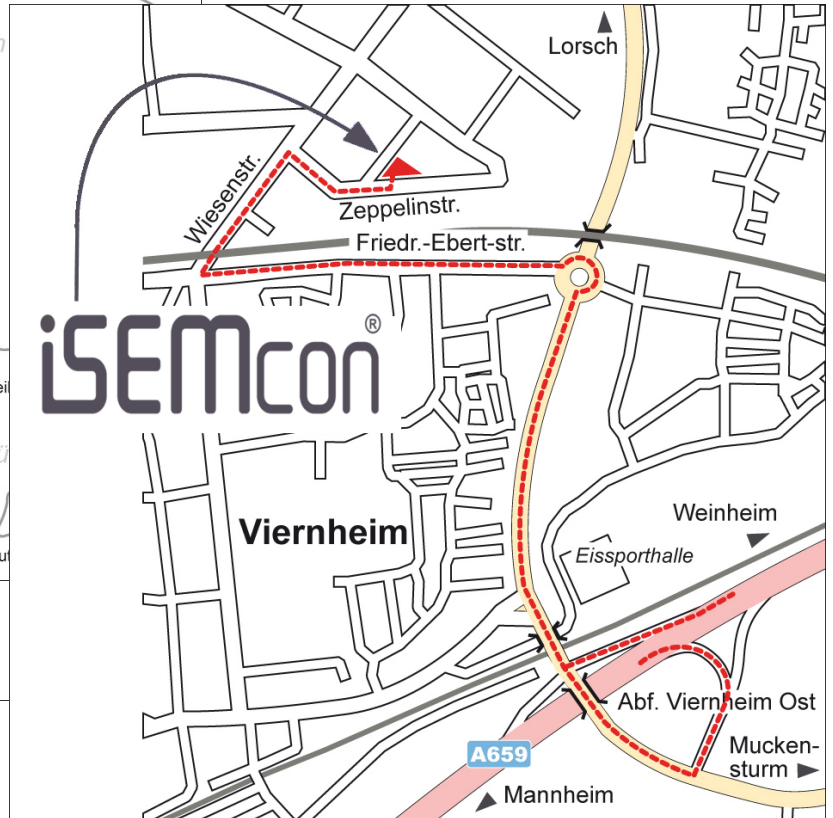 Lorsch
Wiesenstr.
Zeppelinstr.
Friedr.-Ebert-str.
iSEMcon®
Viernheim
Weinheim
Eissporthalle
Abf. Viernheim Ost
Mucken-
sturm
A659
Mannheim